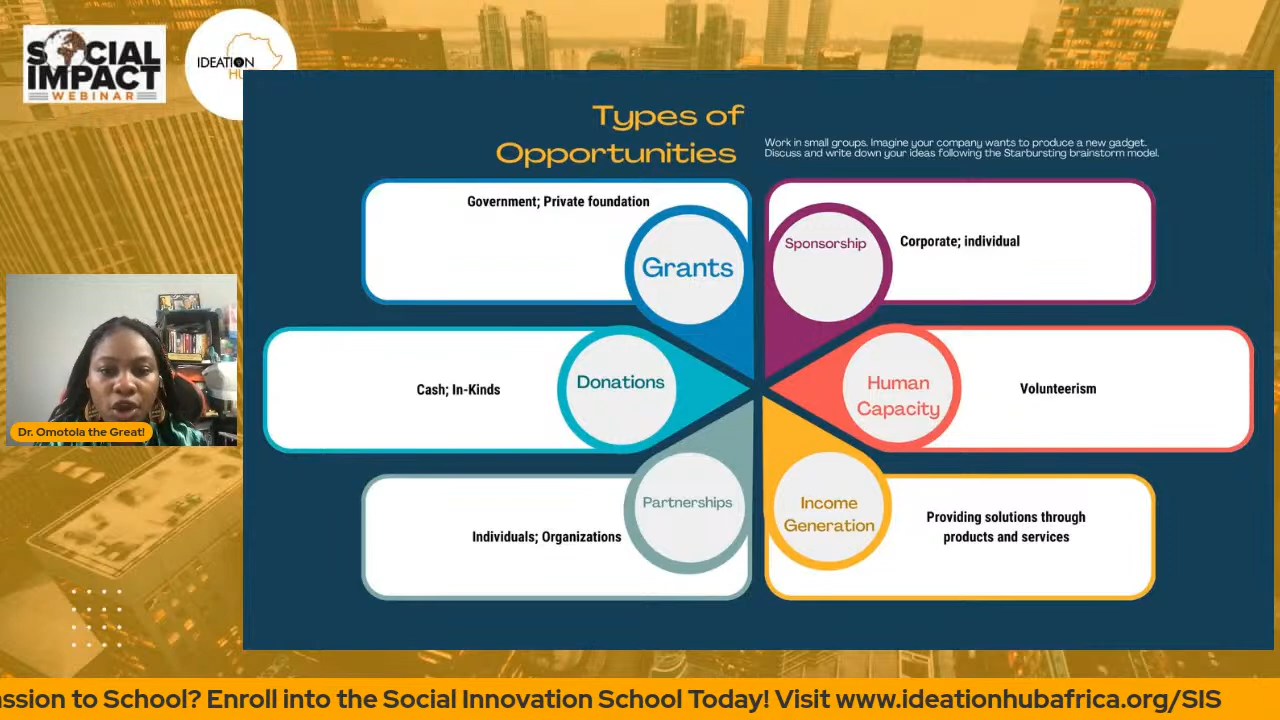 SOCIAL
IMPACT
WEBINAR
IDEATION
HU
Types of
Opportunities
Work in small groups. Imagine your company wants to produce a new gadget.
Discuss and write down your ideas following the Starbursting brainstorm model.
Government; Private foundation
Grants
Sponsorship
Corporate; individual
Cash; In-Kinds
Donations
Human
Capacity
Volunteerism
Individuals; Organizations
Partnerships
Income
Generation
Providing solutions through
products and services
Dr. Omotola the Great!
to School? Enroll into the Social Innovation School Today! Visit www.ideationhubafrica.org/SIS